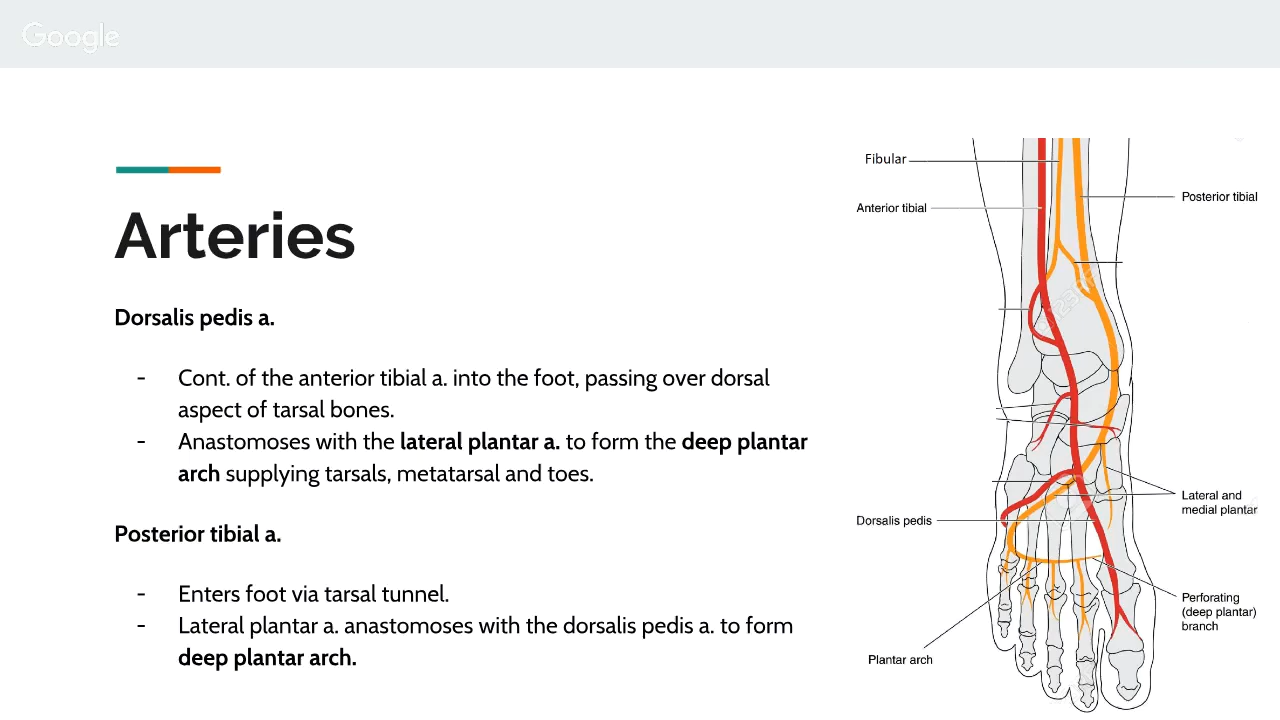 Google
Arteries
Dorsalis pedis a.
- Cont. of the anterior tibial a. into the foot, passing over dorsal
aspect of tarsal bones.
- Anastomoses with the lateral plantar a. to form the deep plantar
arch supplying tarsals, metatarsal and toes.
Posterior tibial a.
- Enters foot via tarsal tunnel.
- Lateral plantar a. anastomoses with the dorsalis pedis a. to form
deep plantar arch.
Fibular
Posterior tibial
Anterior tibial
Lateral and
medial plantar
Dorsalis pedis
Perforating
(deep plantar)
branch
Plantar arch